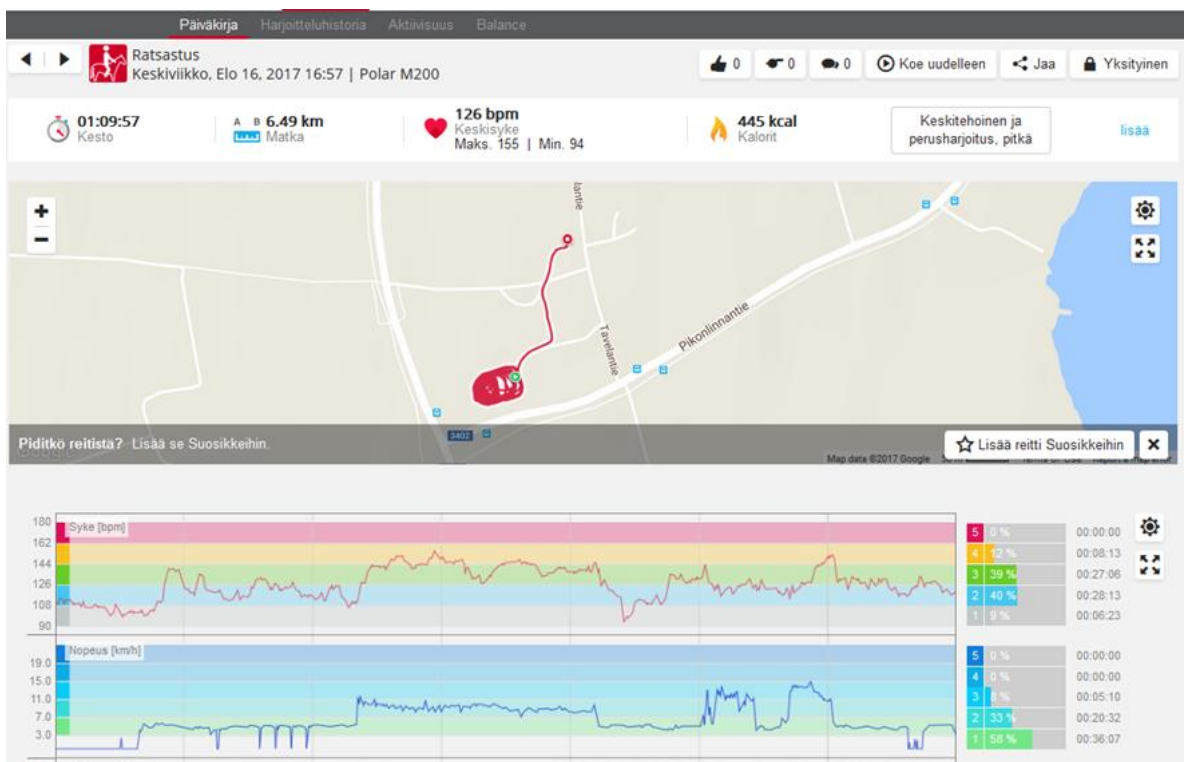 Päiväkirja Harjoitteluhistoria Aktiivisuus Balance
Ratsastus
Keskiviikko, Elo 16, 2017 16:57 | Polar M200
0 0 0 Koe uudelleen Jaa Yksityinen
01:09:57
Kesto
A B 6.49 km
Matka
126 bpm
Keskisyke
Maks. 155 | Min. 94
445 kcal
Kalorit
Keskitehoinen ja
perusharjoitus, pitkä
lisää
+
−
elantie
Tavelantie
Pikonlinnantie
3402
Piditkö reitistä? Lisää se Suosikkeihin.
Lisää reitti Suosikkeihin
Map data ©2017 Google
Syke [bpm]
180
162
144
126
108
90
5 0 % 00:00:00
4 12 % 00:08:13
3 39 % 00:27:06
2 40 % 00:28:13
1 9 % 00:06:23
Nopeus [km/h]
19.0
15.0
11.0
7.0
3.0
5 0 % 00:00:00
4 0 % 00:00:00
3 8 % 00:05:10
2 33 % 00:20:32
1 58 % 00:36:07